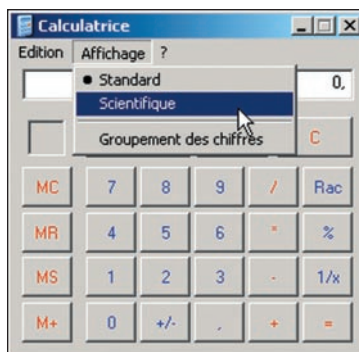 Calculatrice
Edition Affichage ?
Standard
0,
Scientifique
Groupement des chiffres
C
MC 7 8 9 / Rac
MR 4 5 6 * %
MS 1 2 3 - 1/x
M+ 0 +/- , + =